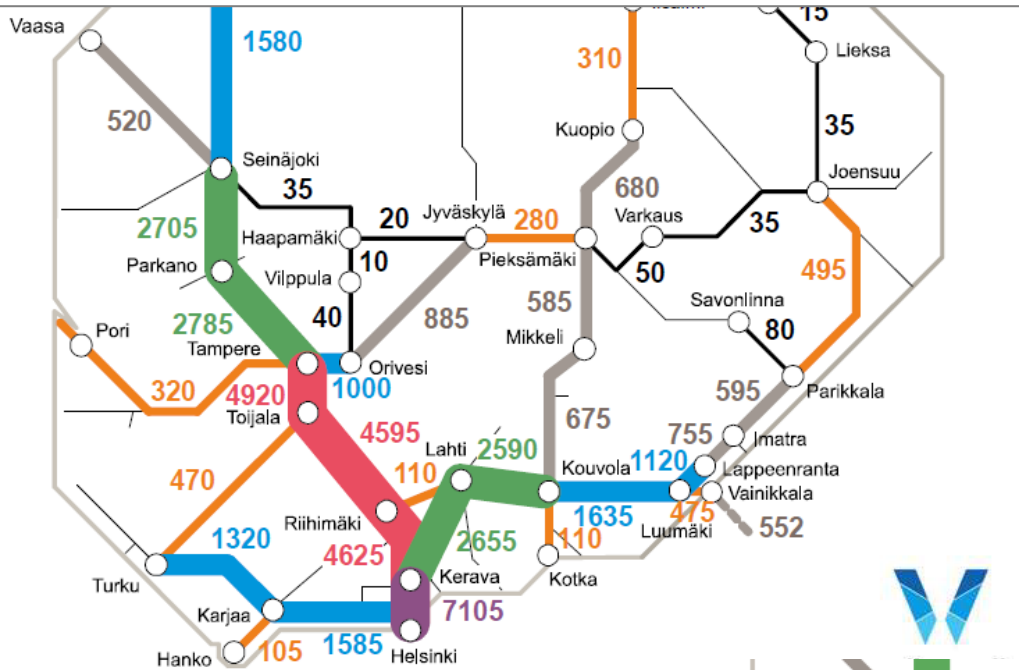 15
Vaasa
1580
310
Lieksa
520
Kuopio
35
Seinäjoki
Joensuu
35
680
2705
20
Jyväskylä
280
Varkaus
35
Haapamäki
Pieksämäki
10
50
495
Parkano
Vilppula
585
Savonlinna
40
885
2785
Pori
Mikkeli
80
Tampere
Orivesi
1000
320
4920
595
Parikkala
Toijala
675
4595
755
Imatra
Lahti
2590
110
Kouvola
1120
Lappeenranta
470
Vainikkala
475
Riihimäki
1635
Luumäki
552
1320
4625
2655
110
Turku
Kerava
Kotka
Karjaa
7105
1585
Hanko
105
Helsinki